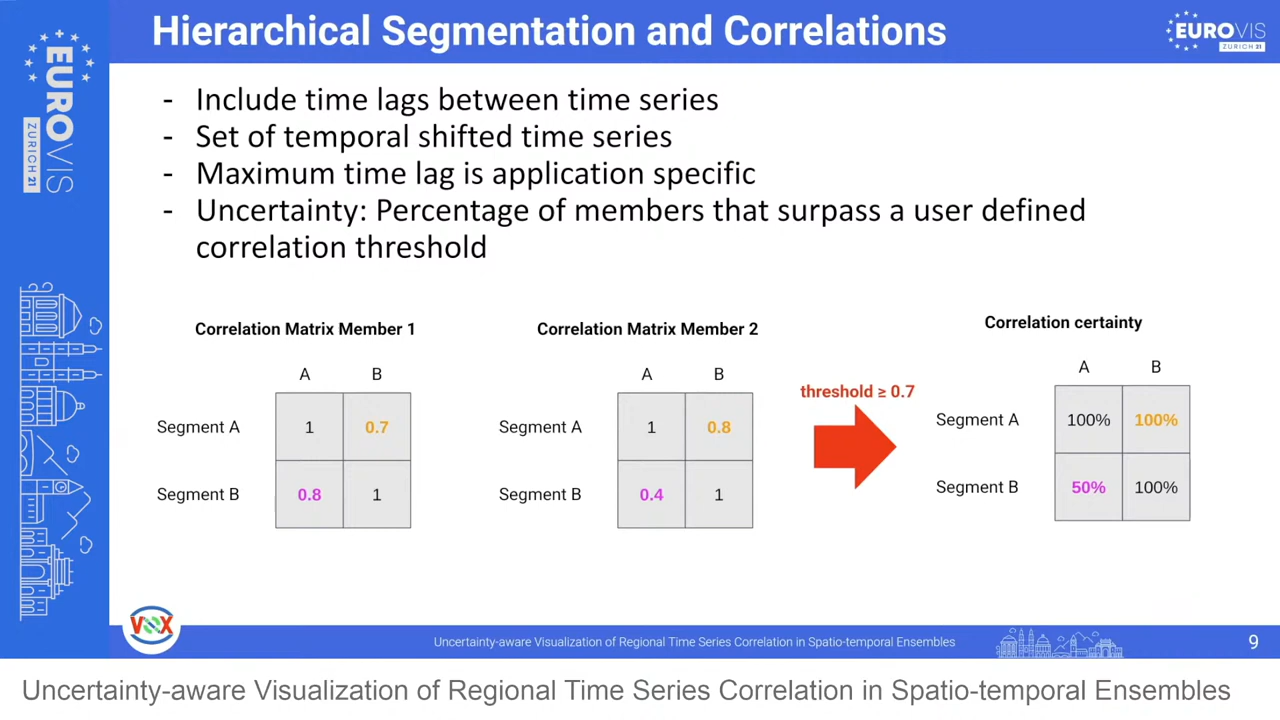 Hierarchical Segmentation and Correlations
EUROVIS
ZURICH 21
EUROVIS
ZURICH 21
- Include time lags between time series
- Set of temporal shifted time series
- Maximum time lag is application specific
- Uncertainty: Percentage of members that surpass a user defined
correlation threshold
Correlation Matrix Member 1
A B
Segment A 1 0.7
Segment B 0.8 1
Correlation Matrix Member 2
A B
Segment A 1 0.8
Segment B 0.4 1
threshold ≥ 0.7
Correlation certainty
A B
Segment A 100% 100%
Segment B 50% 100%
VOX
Uncertainty-aware Visualization of Regional Time Series Correlation in Spatio-temporal Ensembles
9
Uncertainty-aware Visualization of Regional Time Series Correlation in Spatio-temporal Ensembles